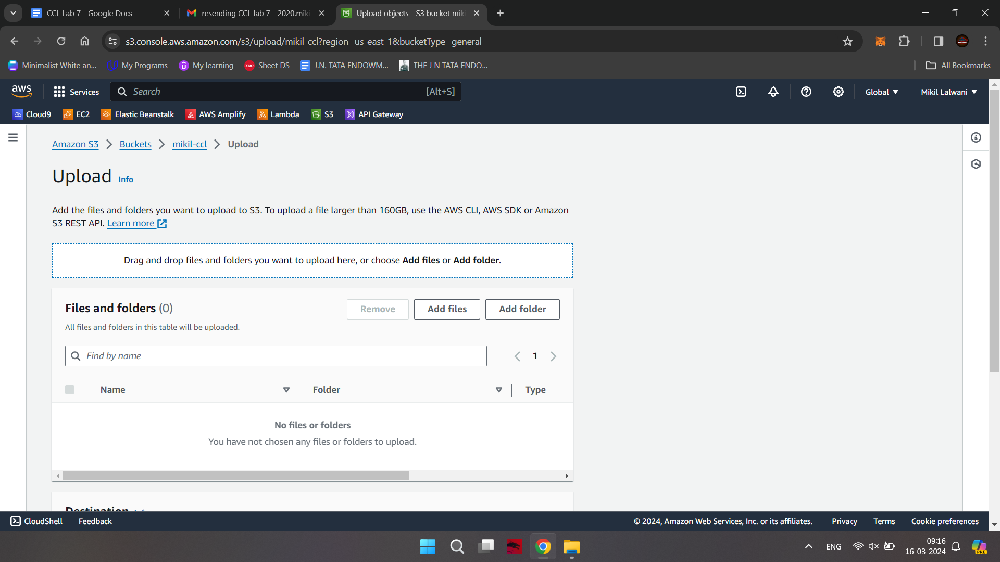 CCL Lab 7 - Google Docs
resending CCL lab 7 - 2020.miki
Upload objects - S3 bucket mik
s3.console.aws.amazon.com/s3/upload/mikil-ccl?region=us-east-1&bucketType=general
Minimalist White an...
My Programs
My learning
TUF Sheet DS
J.N. TATA ENDOWM...
THE J N TATA ENDO...
All Bookmarks
aws
Services
Search
[Alt+S]
Global
Mikil Lalwani
Cloud9
EC2
Elastic Beanstalk
AWS Amplify
Lambda
S3
API Gateway
Amazon S3 > Buckets > mikil-ccl > Upload
Upload Info
Add the files and folders you want to upload to S3. To upload a file larger than 160GB, use the AWS CLI, AWS SDK or Amazon
S3 REST API. Learn more
Drag and drop files and folders you want to upload here, or choose Add files or Add folder.
Files and folders (0)
Remove
Add files
Add folder
All files and folders in this table will be uploaded.
Find by name
1
Name
Folder
Type
No files or folders
You have not chosen any files or folders to upload.
Destination
CloudShell
Feedback
© 2024, Amazon Web Services, Inc. or its affiliates.
Privacy
Terms
Cookie preferences
ENG
09:16
16-03-2024
PRE